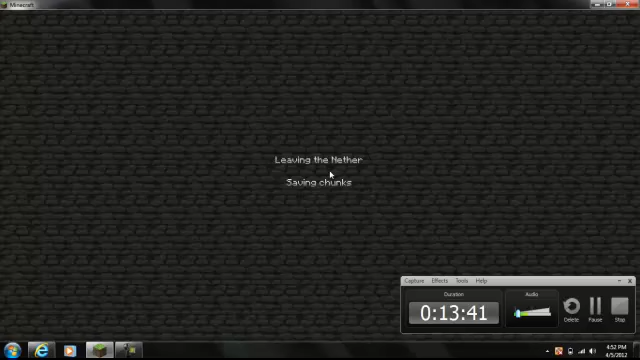 Minecraft
Leaving the Nether
Saving chunks
Capture Effects Tools Help
Duration
Audio
0:13:41
Delete Pause Stop
4:52 PM
4/5/2012